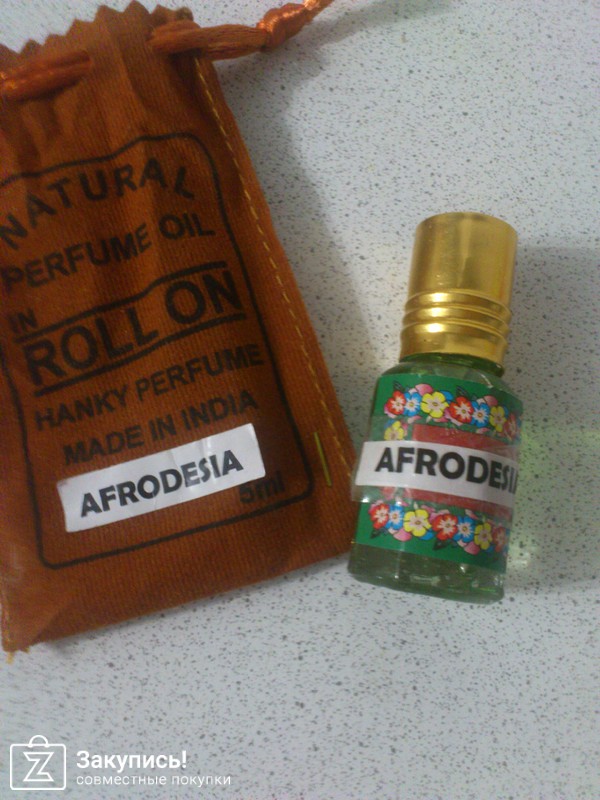 NATURAL
PERFUME OIL
IN
ROLL ON
HANKY PERFUME
MADE IN INDIA
AFRODESIA
5ml
AFRODESIA
Закупись!
совместные покупки